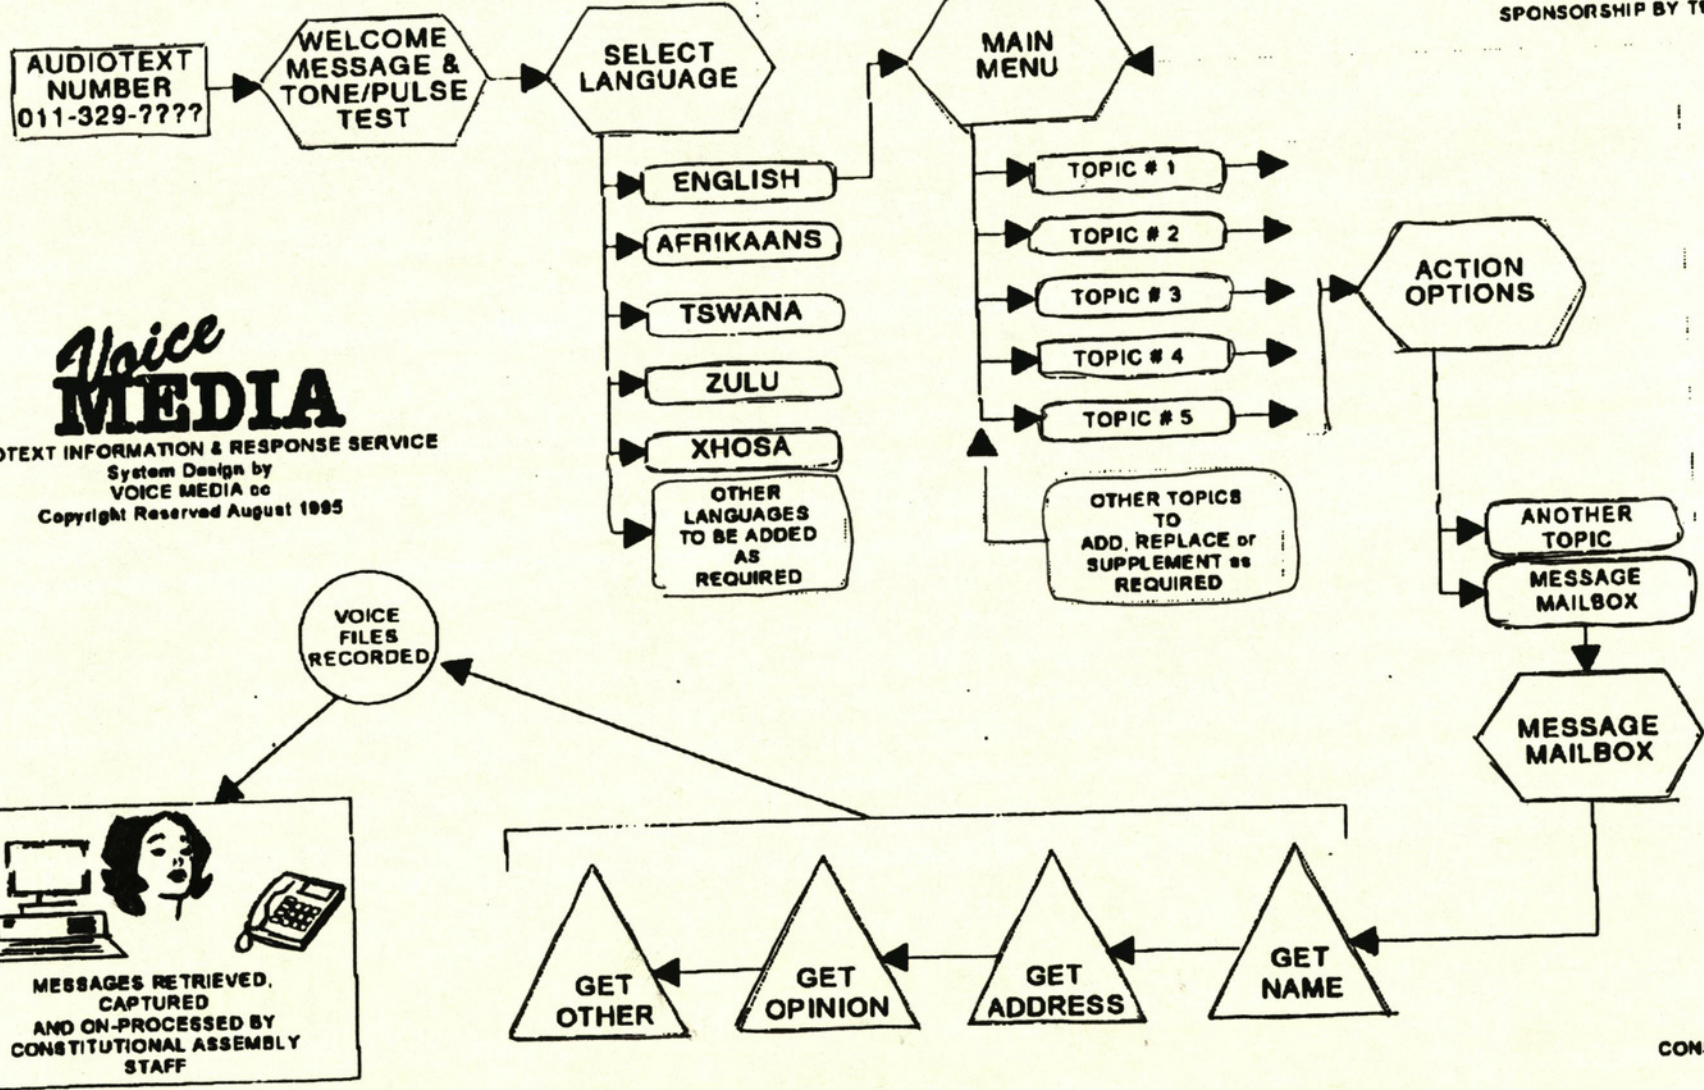 SPONSORSHIP BY
AUDIOTEXT
NUMBER
011-329-????
WELCOME
MESSAGE &
TONE/PULSE
TEST
SELECT
LANGUAGE
ENGLISH
AFRIKAANS
TSWANA
ZULU
XHOSA
OTHER
LANGUAGES
TO BE ADDED
AS
REQUIRED
MAIN
MENU
TOPIC # 1
TOPIC # 2
TOPIC # 3
TOPIC # 4
TOPIC # 5
OTHER TOPICS
TO
ADD, REPLACE or
SUPPLEMENT as
REQUIRED
ACTION
OPTIONS
ANOTHER
TOPIC
MESSAGE
MAILBOX
MESSAGE
MAILBOX
GET
NAME
GET
ADDRESS
GET
OPINION
GET
OTHER
VOICE
FILES
RECORDED
Voice
MEDIA
OTEXT INFORMATION & RESPONSE SERVICE
System Design by
VOICE MEDIA cc
Copyright Reserved August 1995
MESSAGES RETRIEVED,
CAPTURED
AND ON-PROCESSED BY
CONSTITUTIONAL ASSEMBLY
STAFF